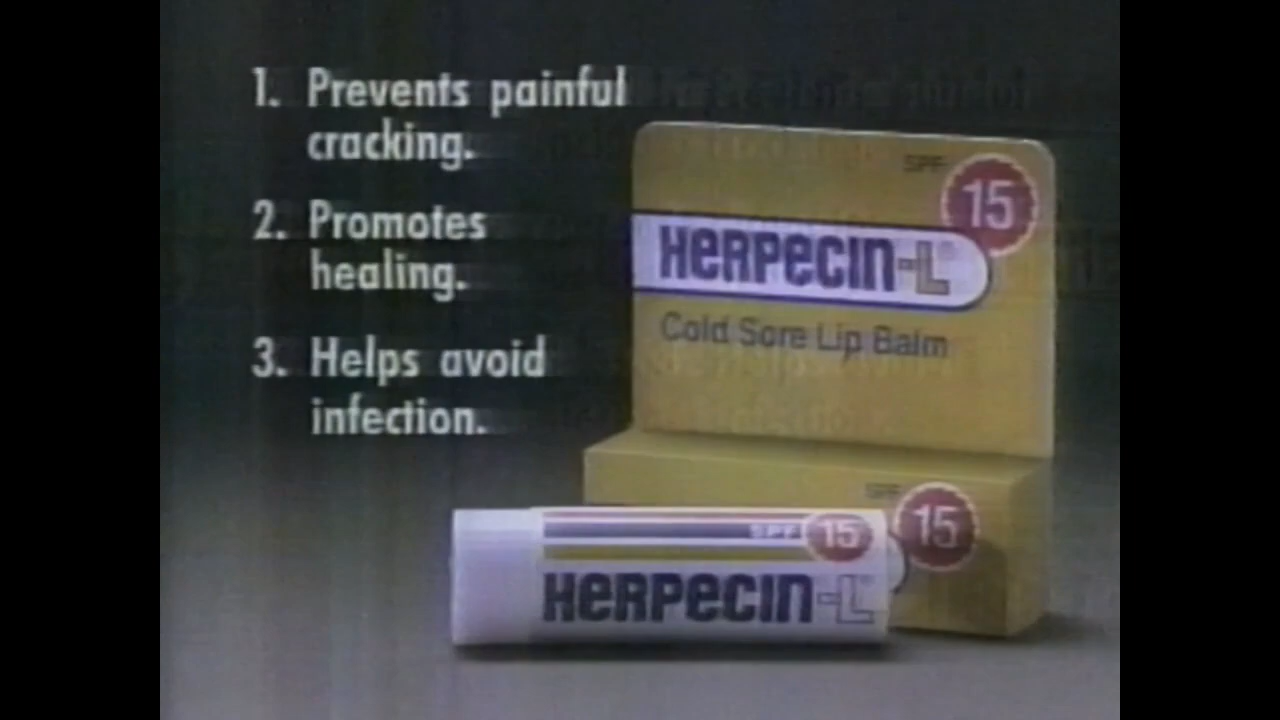 1. Prevents painful
cracking.
2. Promotes
healing.
3. Helps avoid
infection.
SPF 15
HERPECIN-L®
Cold Sore Lip Balm
SPF 15
SPF 15
HERPECIN-L®